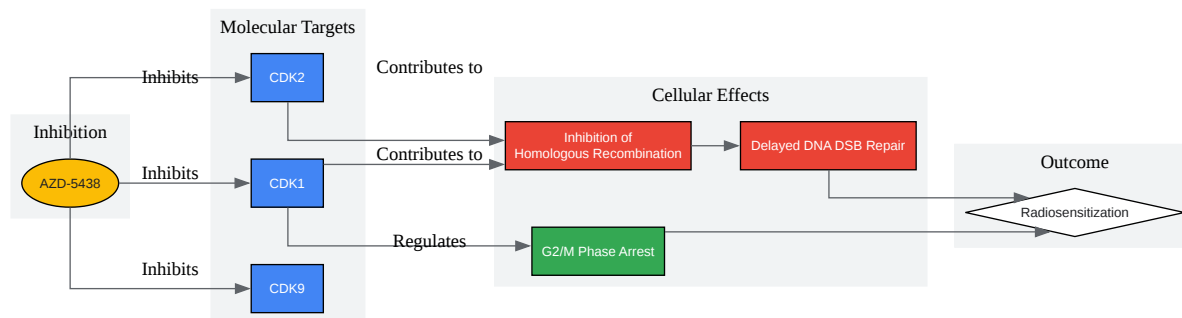 Molecular Targets
Inhibits
CDK2
Contributes to
Cellular Effects
Inhibition
Inhibition of
Homologous Recombination
Delayed DNA DSB Repair
Contributes to
Outcome
AZD-5438
Inhibits
CDK1
Radiosensitization
Regulates
G2/M Phase Arrest
Inhibits
CDK9